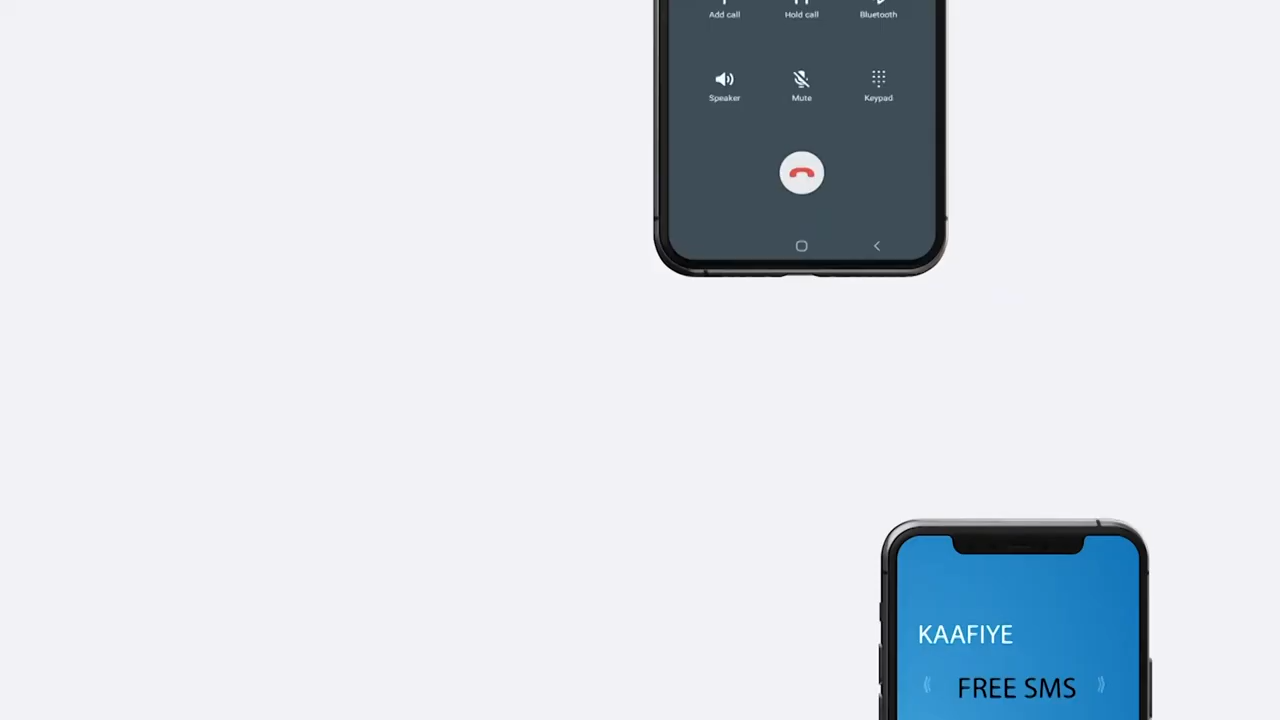 Add call Hold call Bluetooth
Speaker Mute Keypad
KAAFIYE
FREE SMS